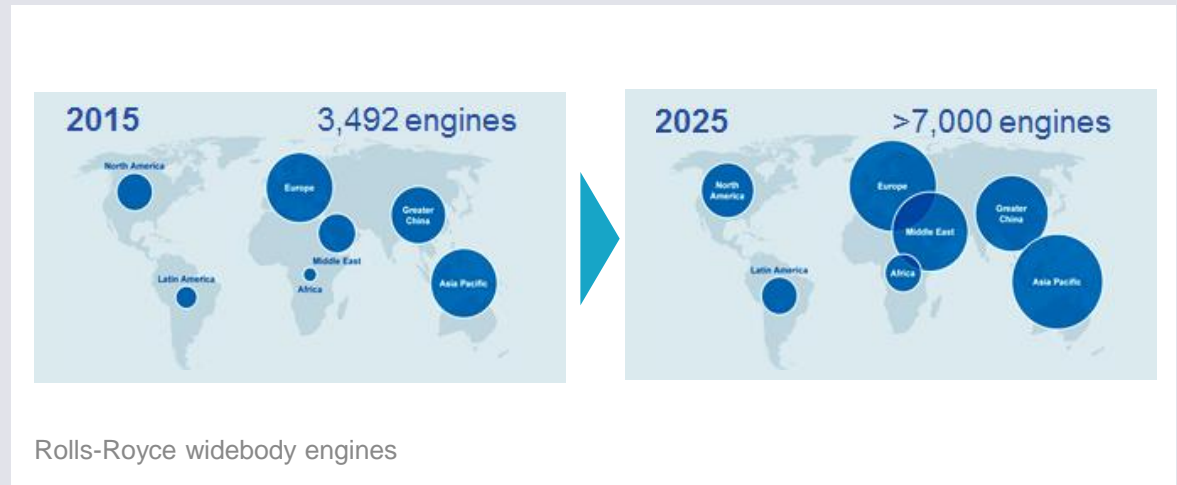 2015
3,492 engines
North America
Europe
Greater
China
Middle East
Latin America
Africa
Asia Pacific
2025
>7,000 engines
North
America
Europe
Greater
China
Middle East
Latin America
Africa
Asia Pacific
Rolls-Royce widebody engines